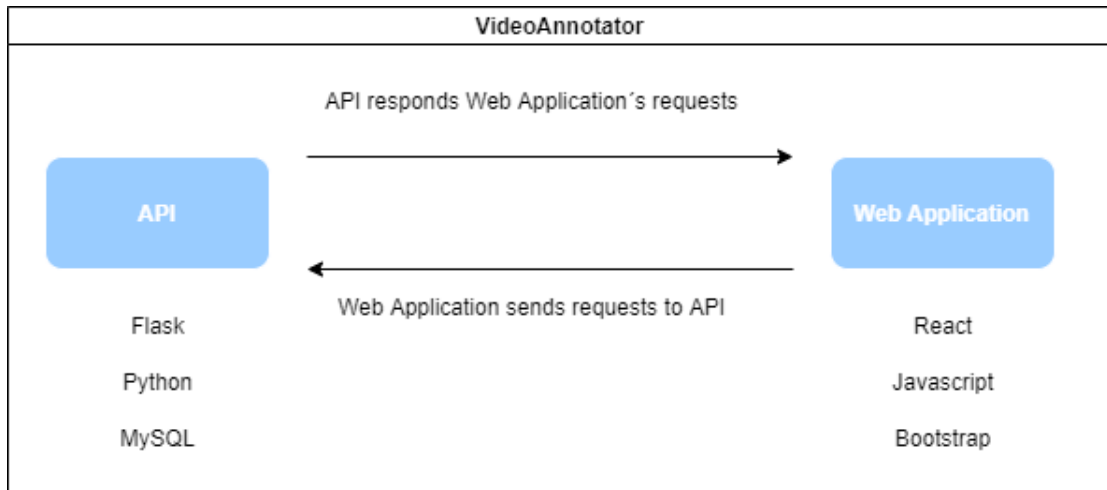 VideoAnnotator
API responds Web Application´s requests
API
Web Application
Web Application sends requests to API
Flask
React
Python
Javascript
MySQL
Bootstrap